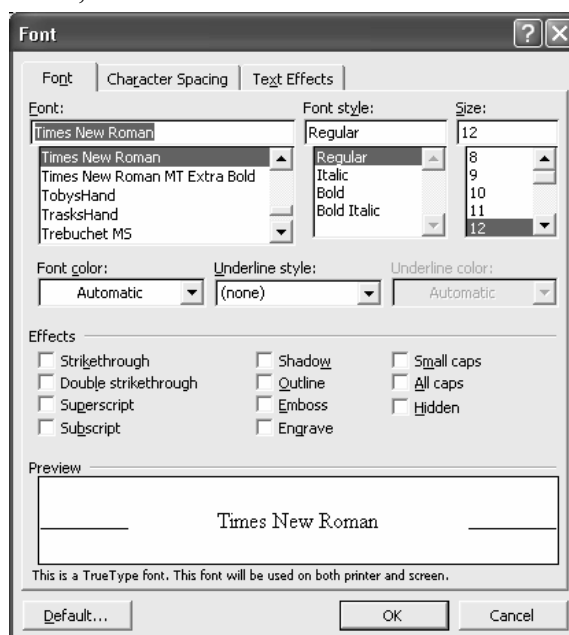 Font
Font Character Spacing Text Effects
Font: Font style: Size:
Times New Roman Regular 12
Times New Roman Regular 8
Times New Roman MT Extra Bold Italic 9
TobysHand Bold 10
TrasksHand Bold Italic 11
Trebuchet MS 12
Font color: Underline style: Underline color:
Automatic (none) Automatic
Effects
Strikethrough Shadow Small caps
Double strikethrough Outline All caps
Superscript Emboss Hidden
Subscript Engrave
Preview
Times New Roman
This is a TrueType font. This font will be used on both printer and screen.
Default... OK Cancel